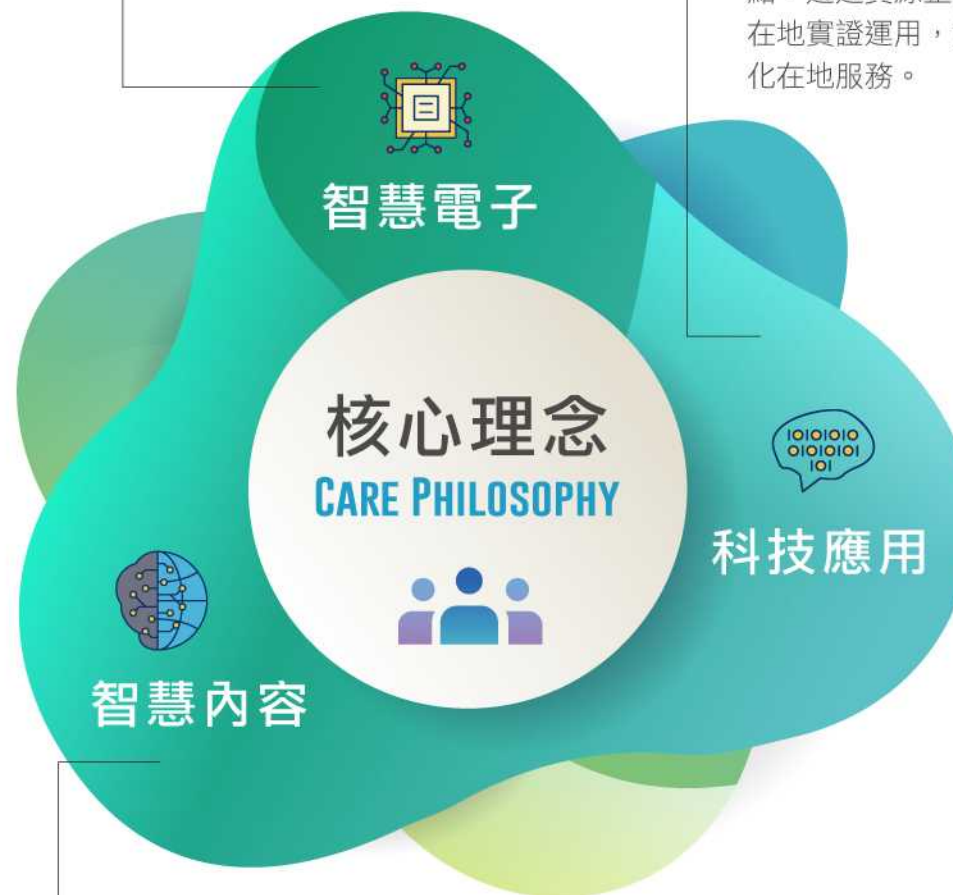 在地實證運用，
化在地服務。
智慧電子
核心理念
CARE PHILOSOPHY
科技應用
智慧內容